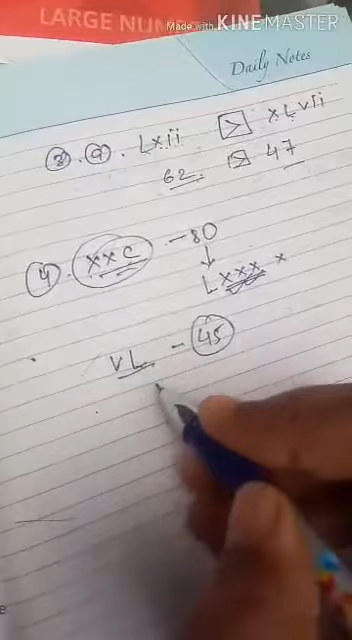 LARGE NUM
Made with KINEMASTER
Daily Notes
3. a. Lxii > xLvii
62. > 47
4. xxc - 80
↓
Lxxx x
VL - 45
e